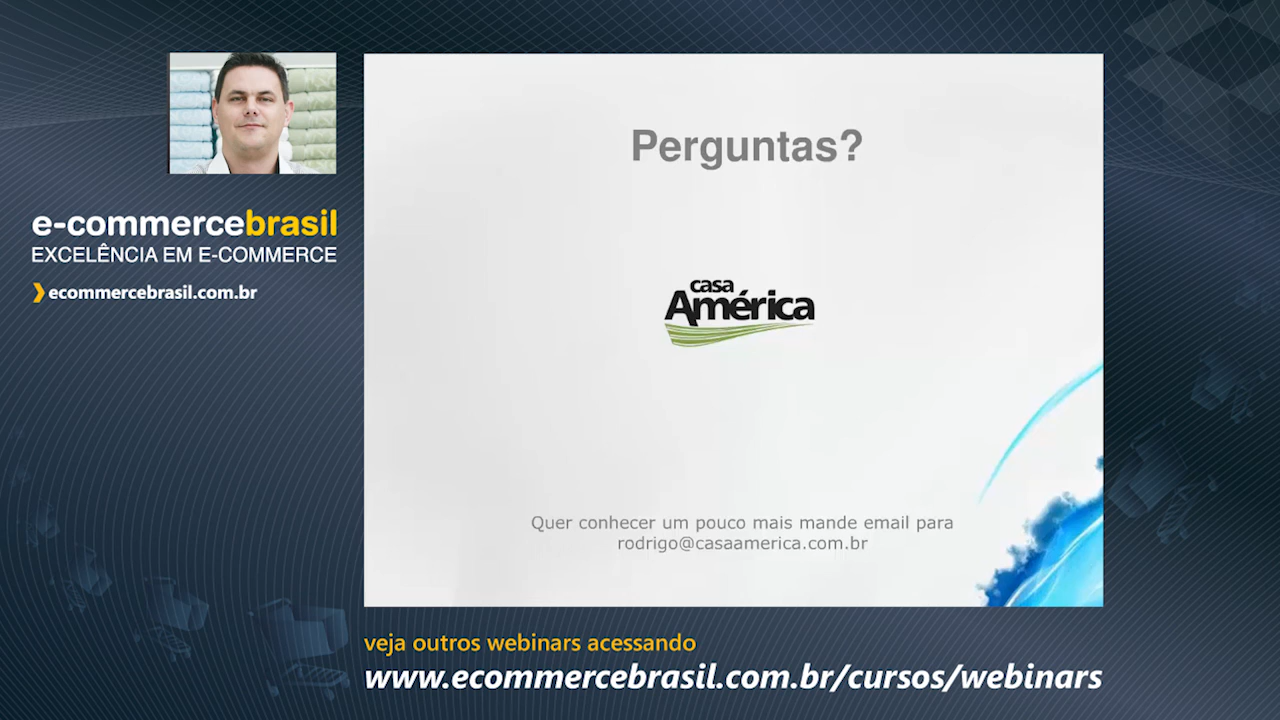 e-commercebrasil
EXCELÊNCIA EM E-COMMERCE
ecommercebrasil.com.br
Perguntas?
casa
América
Quer conhecer um pouco mais mande email para
rodrigo@casaamerica.com.br
veja outros webinars acessando
www.ecommercebrasil.com.br/cursos/webinars